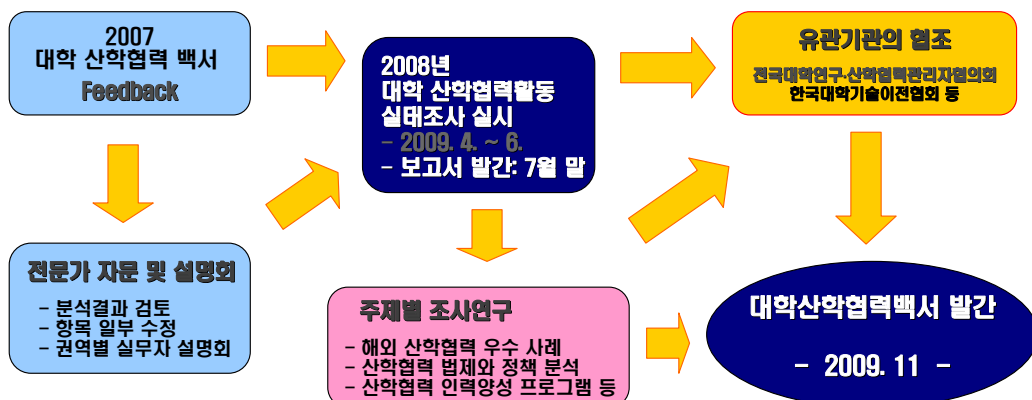 2007
대학 산학협력 백서
Feedback
2008년
대학 산학협력활동
실태조사 실시
- 2009. 4. ~ 6.
- 보고서 발간: 7월 말
유관기관의 협조
전국대학연구·산학협력관리자협의회
한국대학기술이전협회 등
전문가 자문 및 설명회
- 분석결과 검토
- 항목 일부 수정
- 권역별 실무자 설명회
주제별 조사연구
- 해외 산학협력 우수 사례
- 산학협력 법제와 정책 분석
- 산학협력 인력양성 프로그램 등
대학산학협력백서 발간
- 2009. 11 -